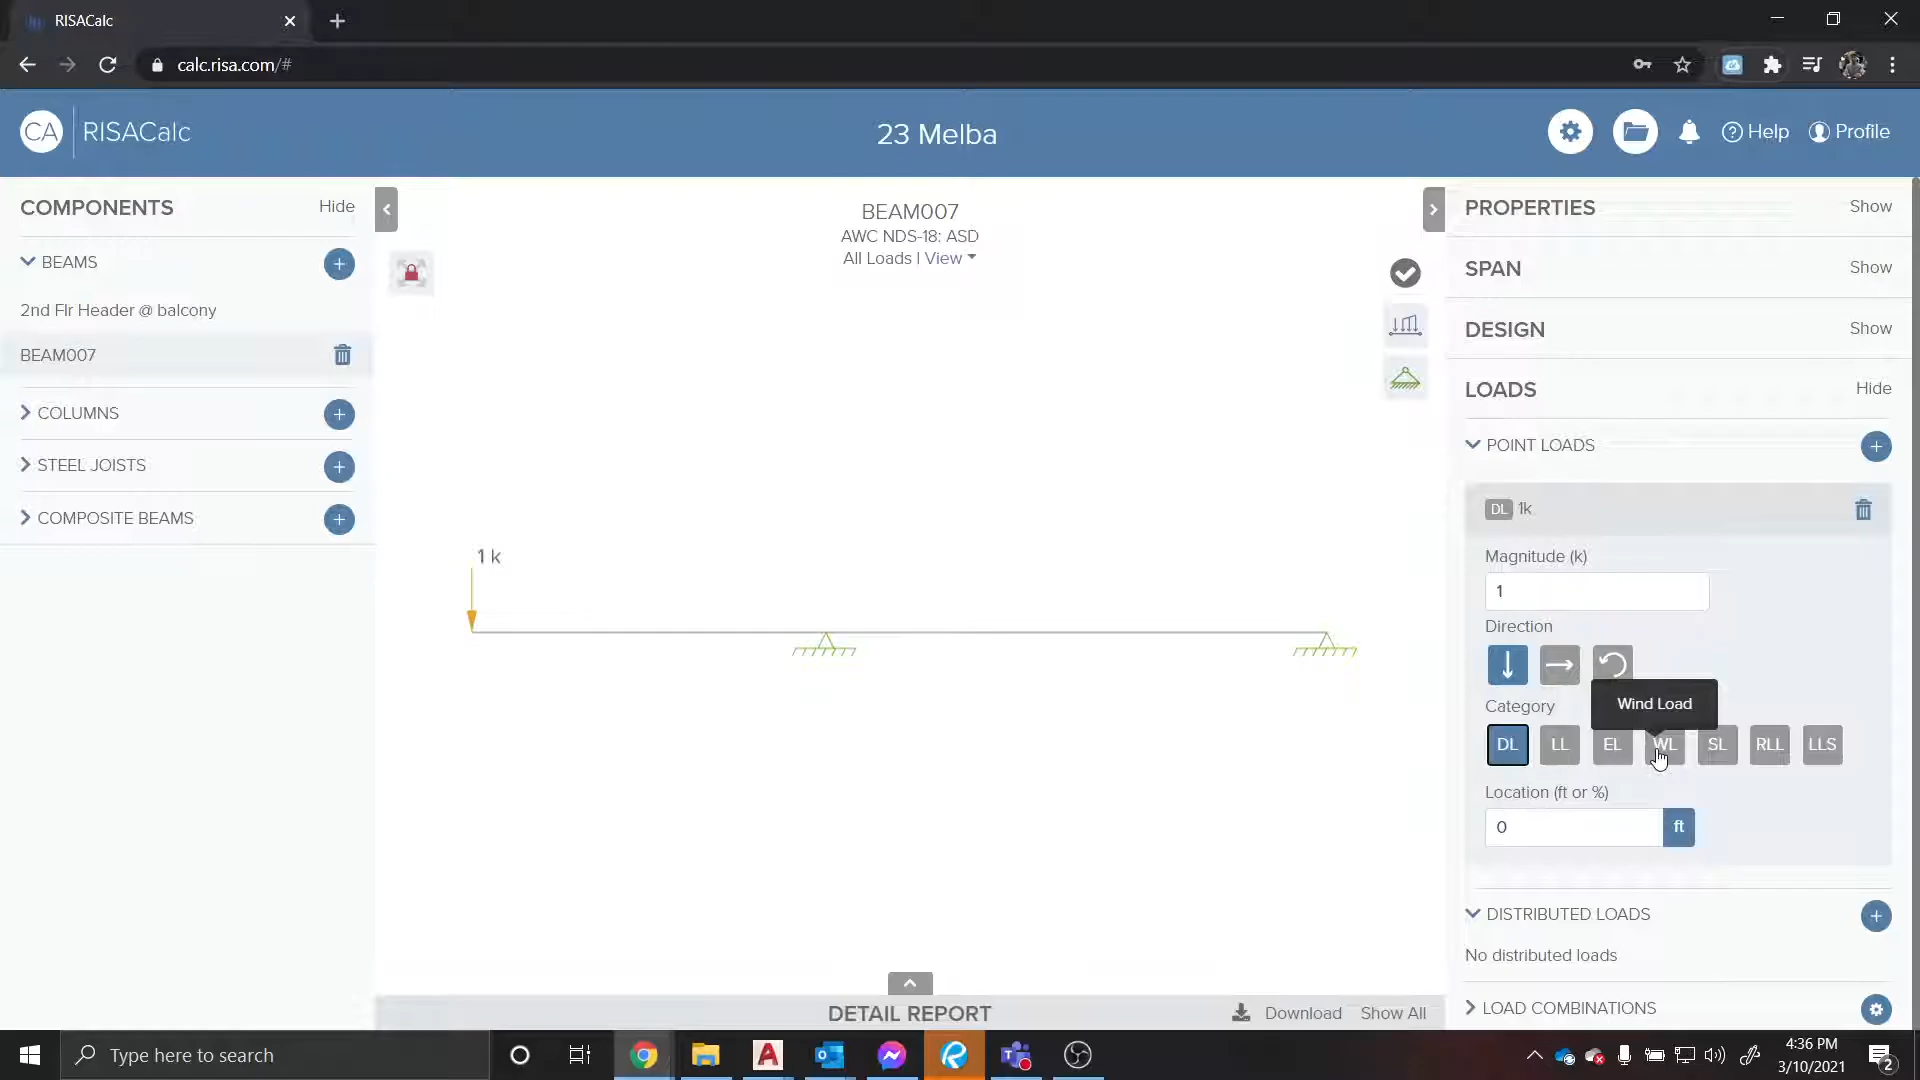 RISACalc
calc.risa.com/#
CA
RISACalc
23 Melba
Help
Profile
COMPONENTS
Hide
BEAMS
2nd Flr Header @ balcony
BEAM007
COLUMNS
STEEL JOISTS
COMPOSITE BEAMS
BEAM007
AWC NDS-18: ASD
All Loads | View
1 k
PROPERTIES
Show
SPAN
Show
DESIGN
Show
LOADS
Hide
POINT LOADS
DL 1k
Magnitude (k)
1
Direction
Wind Load
Category
DL LL EL WL SL RLL LLS
Location (ft or %)
0 ft
DISTRIBUTED LOADS
No distributed loads
LOAD COMBINATIONS
DETAIL REPORT
Download
Show All
Type here to search
4:36 PM
3/10/2021
2